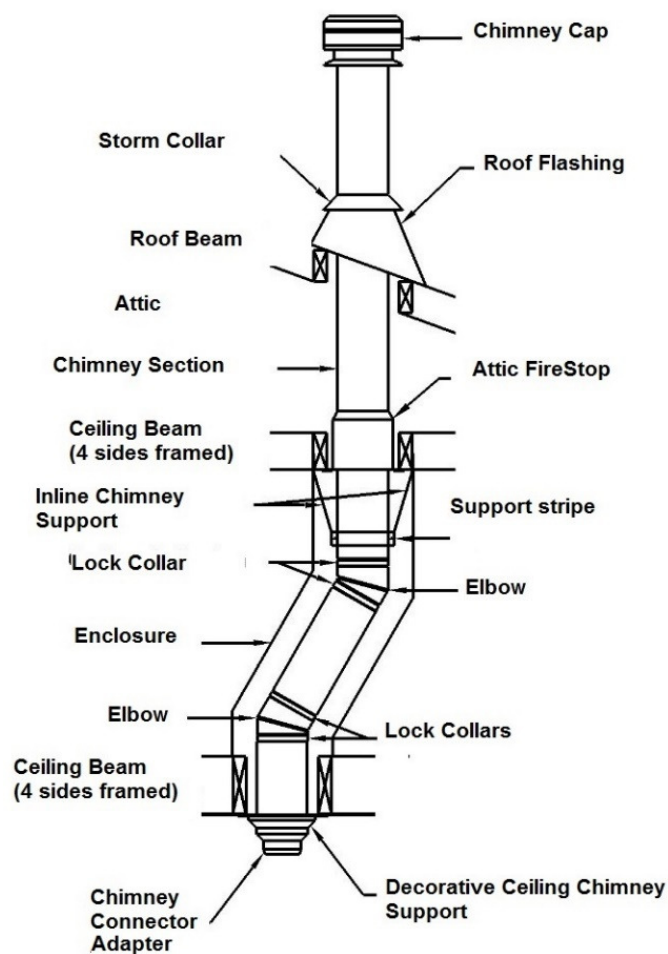 Chimney Cap
Storm Collar
Roof Flashing
Roof Beam
Attic
Chimney Section
Attic FireStop
Ceiling Beam
(4 sides framed)
Inline Chimney
Support
Support stripe
Lock Collar
Elbow
Enclosure
Elbow
Lock Collars
Ceiling Beam
(4 sides framed)
Decorative Ceiling Chimney
Support
Chimney
Connector
Adapter